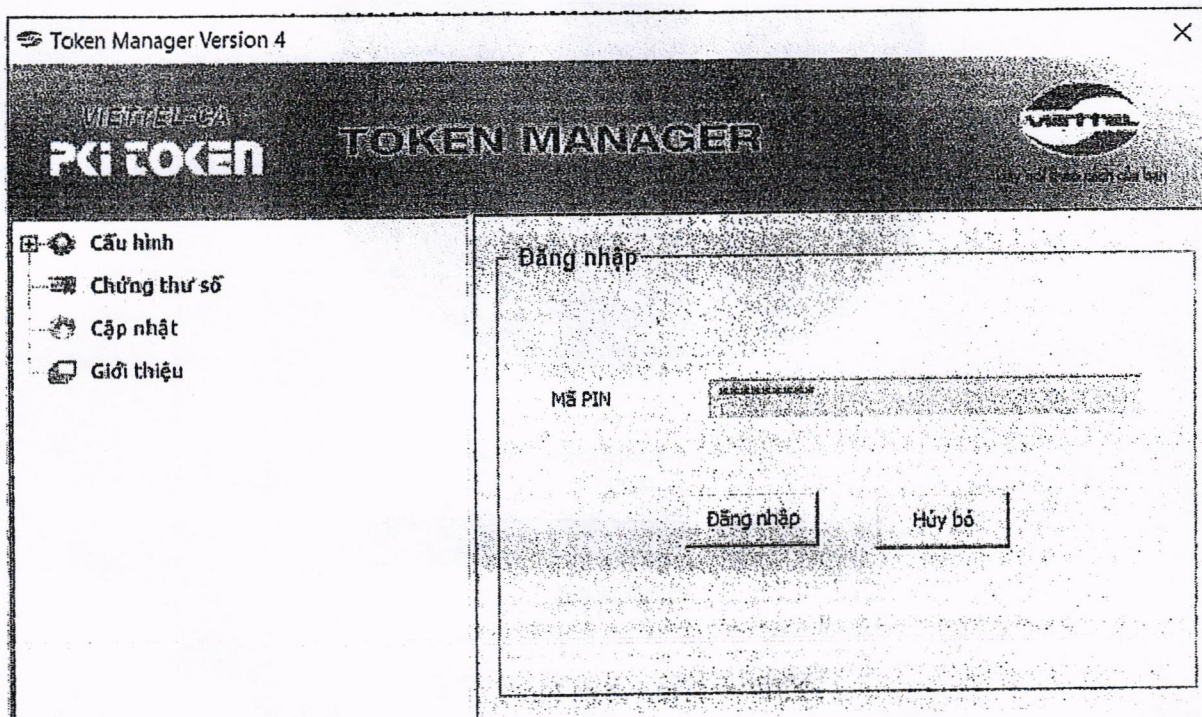 Token Manager Version 4
VIETTEL-CA
PKI TOKEN
TOKEN MANAGER
viettel
Cấu hình
Chứng thư số
Cập nhật
Giới thiệu
Đăng nhập
Mã PIN
*********
Đăng nhập
Hủy bỏ